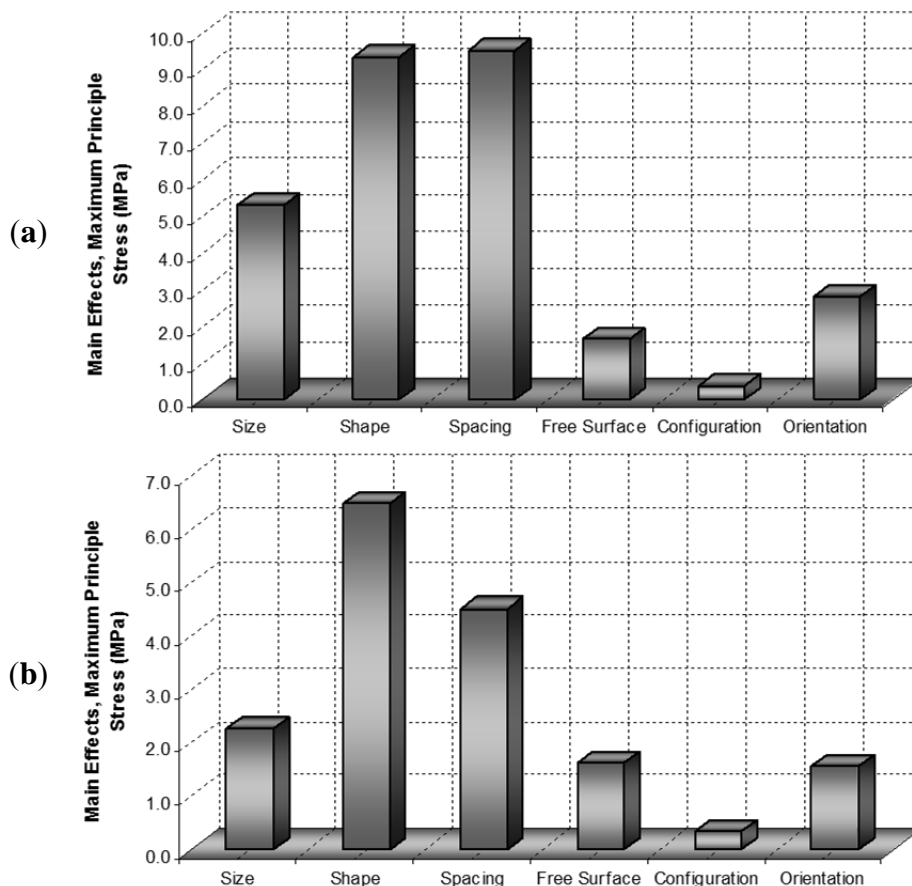 (a)
Main Effects, Maximum Principle
Stress (MPa)
10.0
9.0
8.0
7.0
6.0
5.0
4.0
3.0
2.0
1.0
0.0
Size Shape Spacing Free Surface Configuration Orientation
(b)
Main Effects, Maximum Principle
Stress (MPa)
7.0
6.0
5.0
4.0
3.0
2.0
1.0
0.0
Size Shape Spacing Free Surface Configuration Orientation